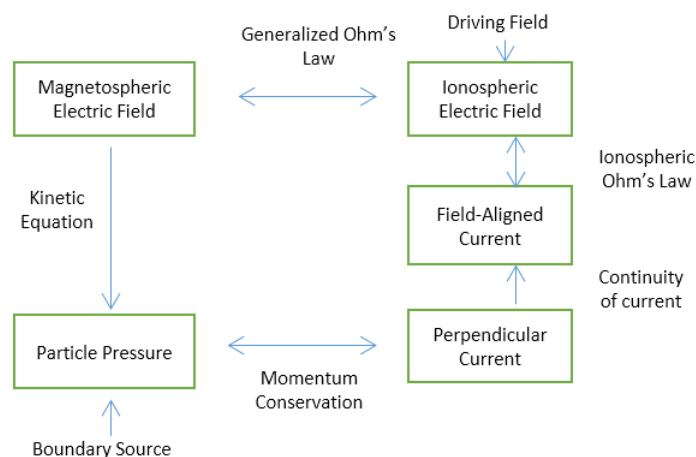 Driving Field
Generalized Ohm's
Law
Magnetospheric
Electric Field
Ionospheric
Electric Field
Ionospheric
Ohm's Law
Kinetic
Equation
Field-Aligned
Current
Continuity
of current
Particle Pressure
Perpendicular
Current
Momentum
Conservation
Boundary Source